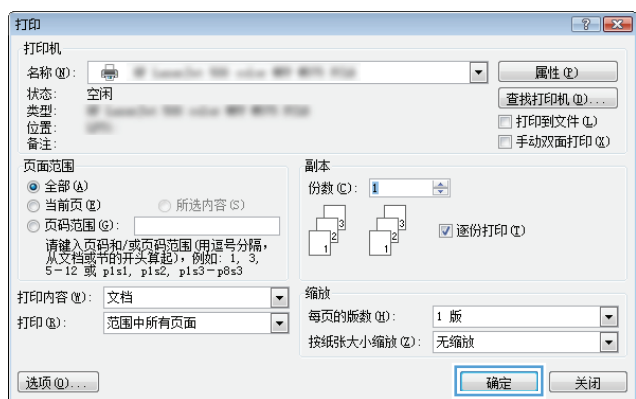 打印
打印机
名称(N):
属性(P)
状态: 空闲
查找打印机(D)...
类型:
位置:
打印到文件(L)
备注:
手动双面打印(X)
页面范围
全部(A)
当前页(E) 所选内容(S)
页码范围(G):
请键入页码和/或页码范围(用逗号分隔,
从文档或节的开头算起),例如: 1, 3,
5-12 或 p1s1, p1s2, p1s3-p8s3
副本
份数(C): 1
3 3
2 2
1 1
逐份打印(T)
打印内容(W): 文档
打印(R): 范围中所有页面
缩放
每页的版数(H): 1 版
按纸张大小缩放(Z): 无缩放
选项(O)... 确定 关闭